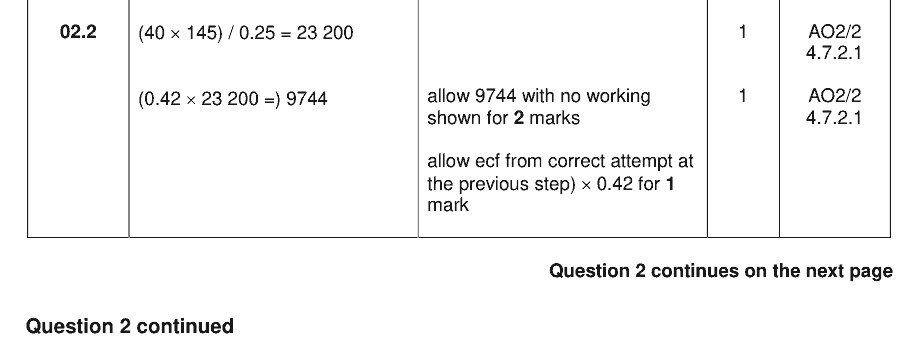 02.2 (40 × 145) / 0.25 = 23 200 1 AO2/2
4.7.2.1
(0.42 × 23 200 =) 9744 allow 9744 with no working 1 AO2/2
shown for 2 marks 4.7.2.1
allow ecf from correct attempt at
the previous step) × 0.42 for 1
mark
Question 2 continues on the next page
Question 2 continued